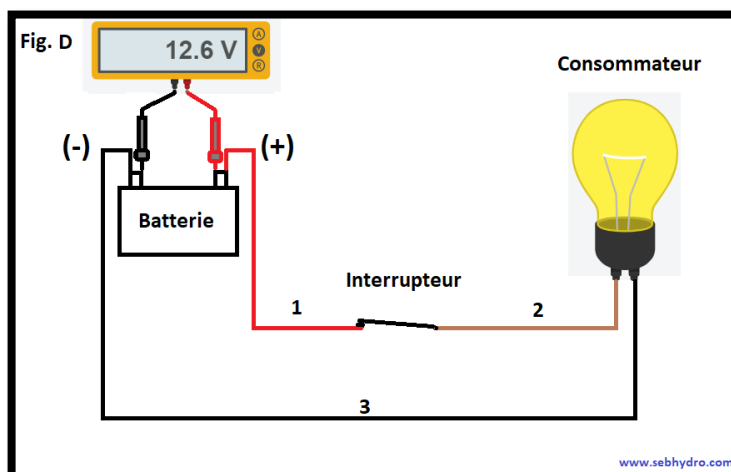 Fig. D
12.6 V
A
V
R
Consommateur
(-)
(+)
Batterie
Interrupteur
1
2
3
www.sebhydro.com